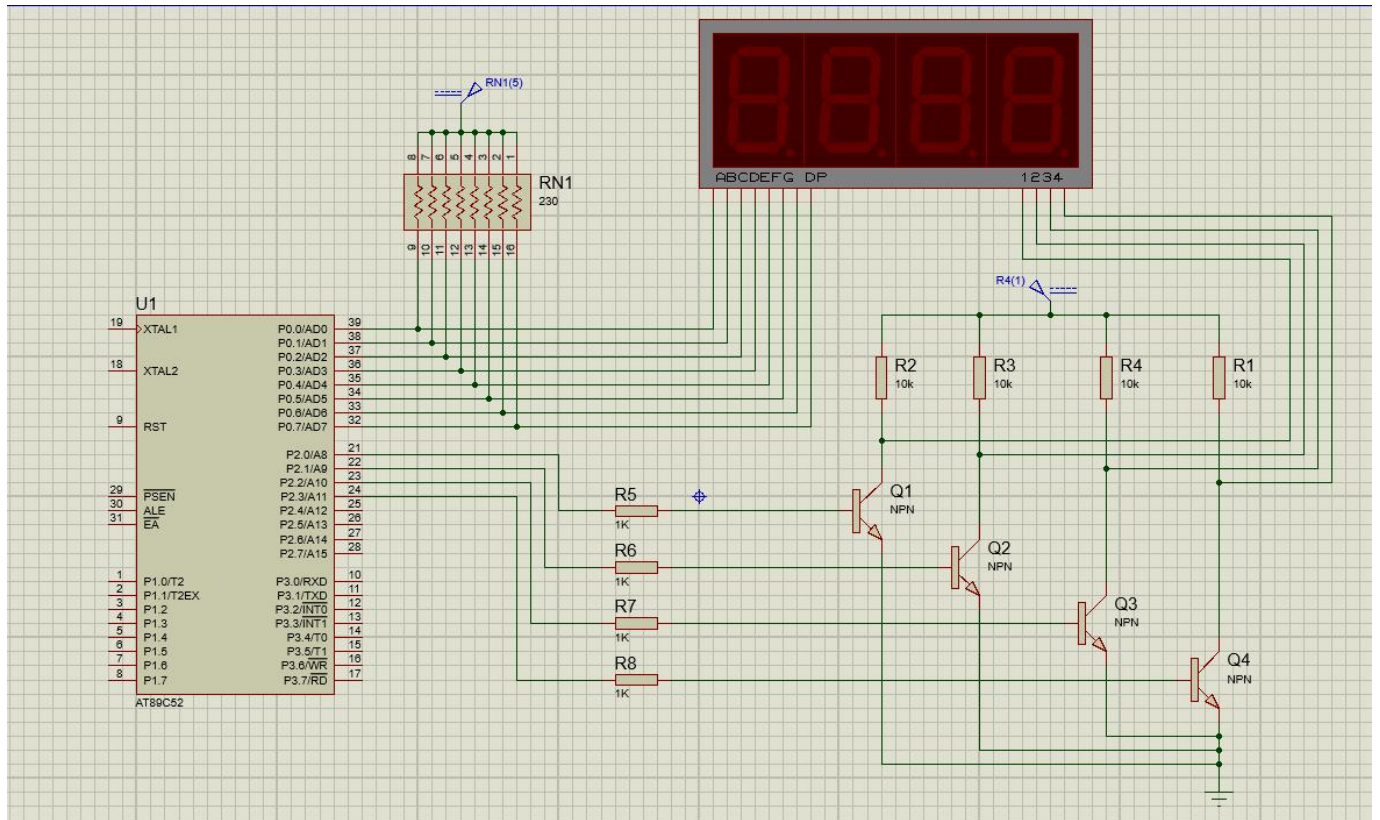 RN1(5)
8 7 6 5 4 3 2 1
RN1
230
9 10 11 12 13 14 15 16
ABCDEFG DP
1234
R4(1)
R2
10k
R3
10k
R4
10k
R1
10k
U1
19 XTAL1
18 XTAL2
9 RST
29 PSEN
30 ALE
31 EA
1 P1.0/T2
2 P1.1/T2EX
3 P1.2
4 P1.3
5 P1.4
6 P1.5
7 P1.6
8 P1.7
P0.0/AD0 39
P0.1/AD1 38
P0.2/AD2 37
P0.3/AD3 36
P0.4/AD4 35
P0.5/AD5 34
P0.6/AD6 33
P0.7/AD7 32
P2.0/A8 21
P2.1/A9 22
P2.2/A10 23
P2.3/A11 24
P2.4/A12 25
P2.5/A13 26
P2.6/A14 27
P2.7/A15 28
P3.0/RXD 10
P3.1/TXD 11
P3.2/INT0 12
P3.3/INT1 13
P3.4/T0 14
P3.5/T1 15
P3.6/WR 16
P3.7/RD 17
AT89C52
R5
1K
R6
1K
R7
1K
R8
1K
Q1
NPN
Q2
NPN
Q3
NPN
Q4
NPN